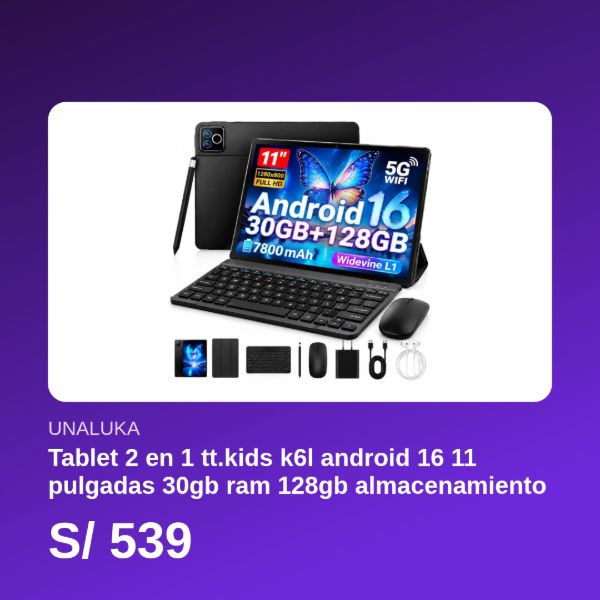 11"
1280x800
FULL HD
5G
WIFI
Android 16
30GB+128GB
7800mAh
Widevine L1
UNALUKA
Tablet 2 en 1 tt.kids k6l android 16 11
pulgadas 30gb ram 128gb almacenamiento
S/ 539